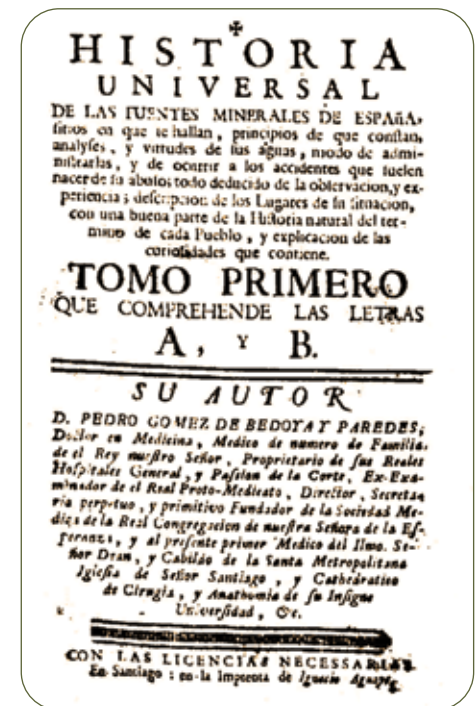 HISTORIA
UNIVERSAL
DE LAS FUENTES MINERALES DE ESPAÑA,
sitios en que se hallan, principios de que constan,
analyses, y virtudes de sus aguas, modo de admi-
nistrarlas, y de ocurrir a los accidentes que suelen
nacer de su abuso; todo deducido de la observacion, y ex-
periencia; descripcion de los Lugares de su situacion,
con una buena parte de la Historia natural del ter-
mino de cada Pueblo, y explicacion de las
curiosidades que contiene.
TOMO PRIMERO
QUE COMPREHENDE LAS LETRAS
A, Y B.
SU AUTOR
D. PEDRO GOMEZ DE BEDOYA Y PAREDES,
Doctor en Medicina, Medico de numero de Familia.
de el Rey nuestro Señor, Proprietario de sus Reales
Hospitales General, y Passion de la Corte, Ex-Exa-
minador de el Real Proto-Medicato, Director, Secreta
rio perpetuo, y primitivo Fundador de la Sociedad Me-
dica de la Real Congregacion de nuestra Señora de la Es-
peranza, y al presente primer Medico del Ilmo. Se-
ñor Dean, y Cabildo de la Santa Metropolitana
Iglesia de Señor Santiago, y Cathedratico
de Cirugia, y Anathomia de su Insigne
Universidad, &c.
CON LAS LICENCIAS NECESSARIAS
En Santiago: en la Imprenta de Ignacio